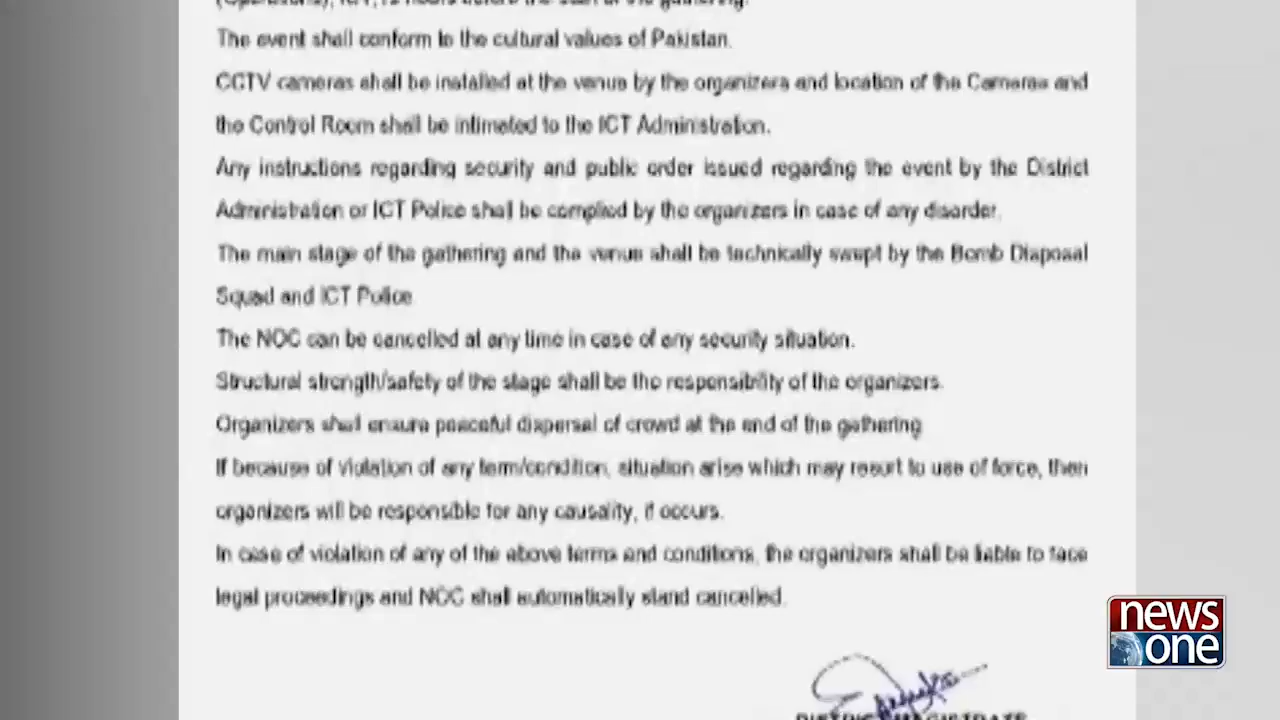 The event shall conform to the cultural values of Pakistan.
CCTV cameras shall be installed at the venue by the organizers and location of the Cameras and
the Control Room shall be intimated to the ICT Administration.
Any instructions regarding security and public order issued regarding the event by the District
Administration or ICT Police shall be complied by the organizers in case of any disorder.
The main stage of the gathering and the venue shall be technically swept by the Bomb Disposal
Squad and ICT Police
The NOC can be cancelled at any time in case of any security situation.
Structural strength/safety of the stage shall be the responsibility of the organizers.
Organizers shall ensure peaceful dispersal of crowd at the end of the gathering
If because of violation of any term/condition, situation arise which may resort to use of force, then
organizers will be responsible for any causality, if occurs.
In case of violation of any of the above terms and conditions, the organizers shall be liable to face
legal proceedings and NOC shall automatically stand cancelled.
DISTRICT MAGISTRATE
news
one